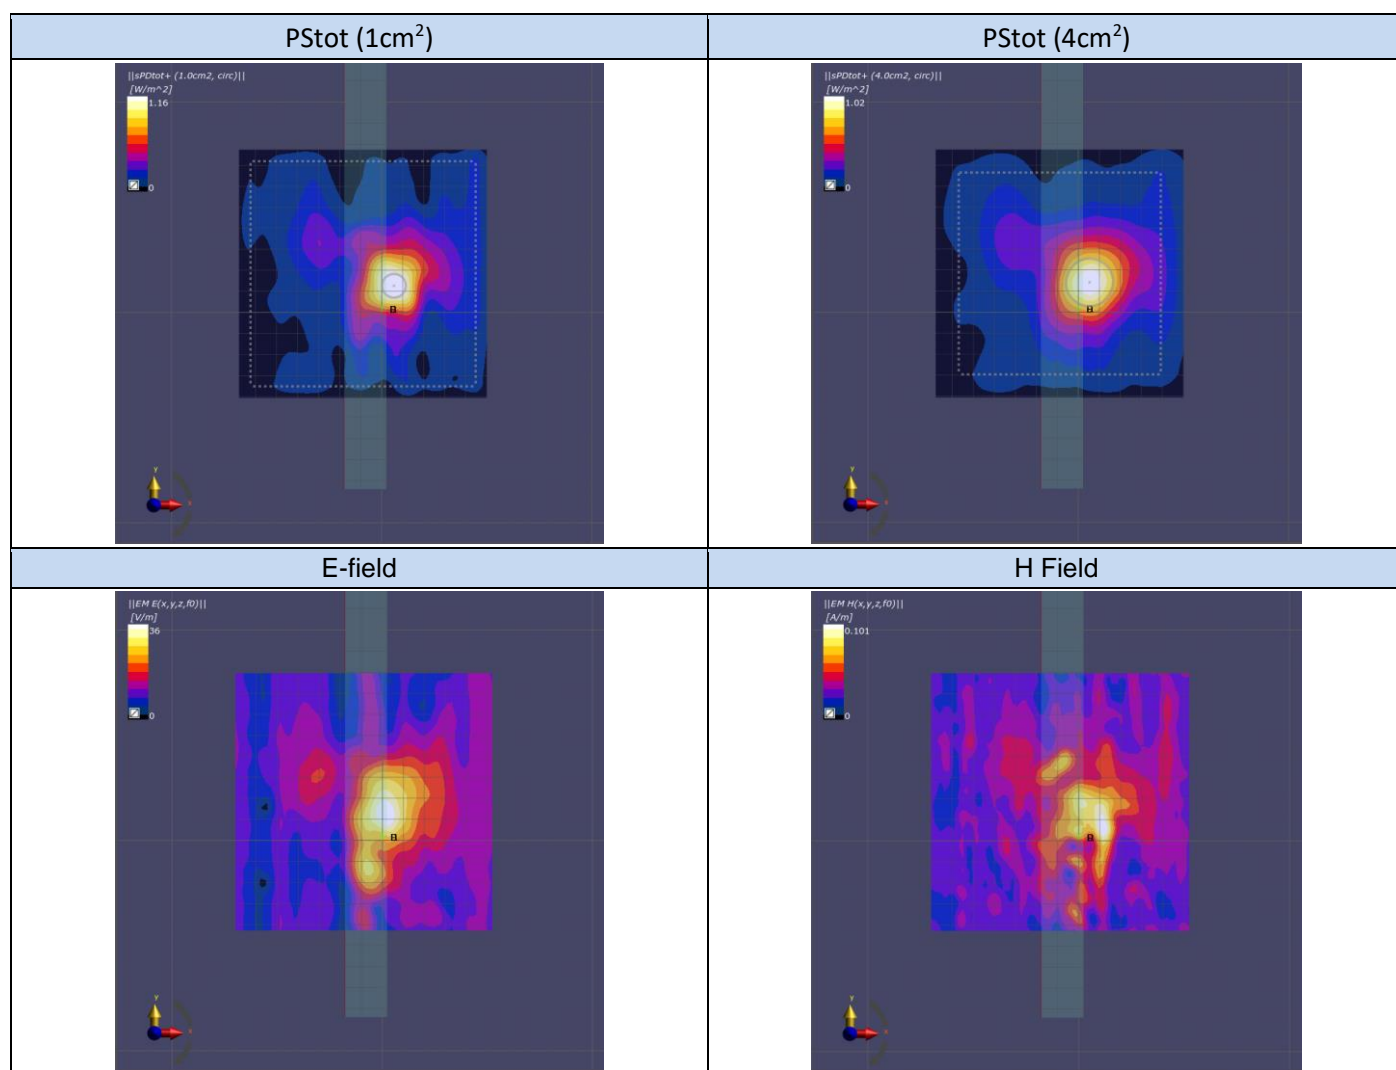 PStot (1cm²)
PStot (4cm²)
||sPDtot+ (1.0cm2, circ)||
[W/m^2]
1.16
0
y
x
||sPDtot+ (4.0cm2, circ)||
[W/m^2]
1.02
0
y
x
E-field
H Field
||EM E(x,y,z,f0)||
[V/m]
36
0
y
x
||EM H(x,y,z,f0)||
[A/m]
0.101
0
y
x